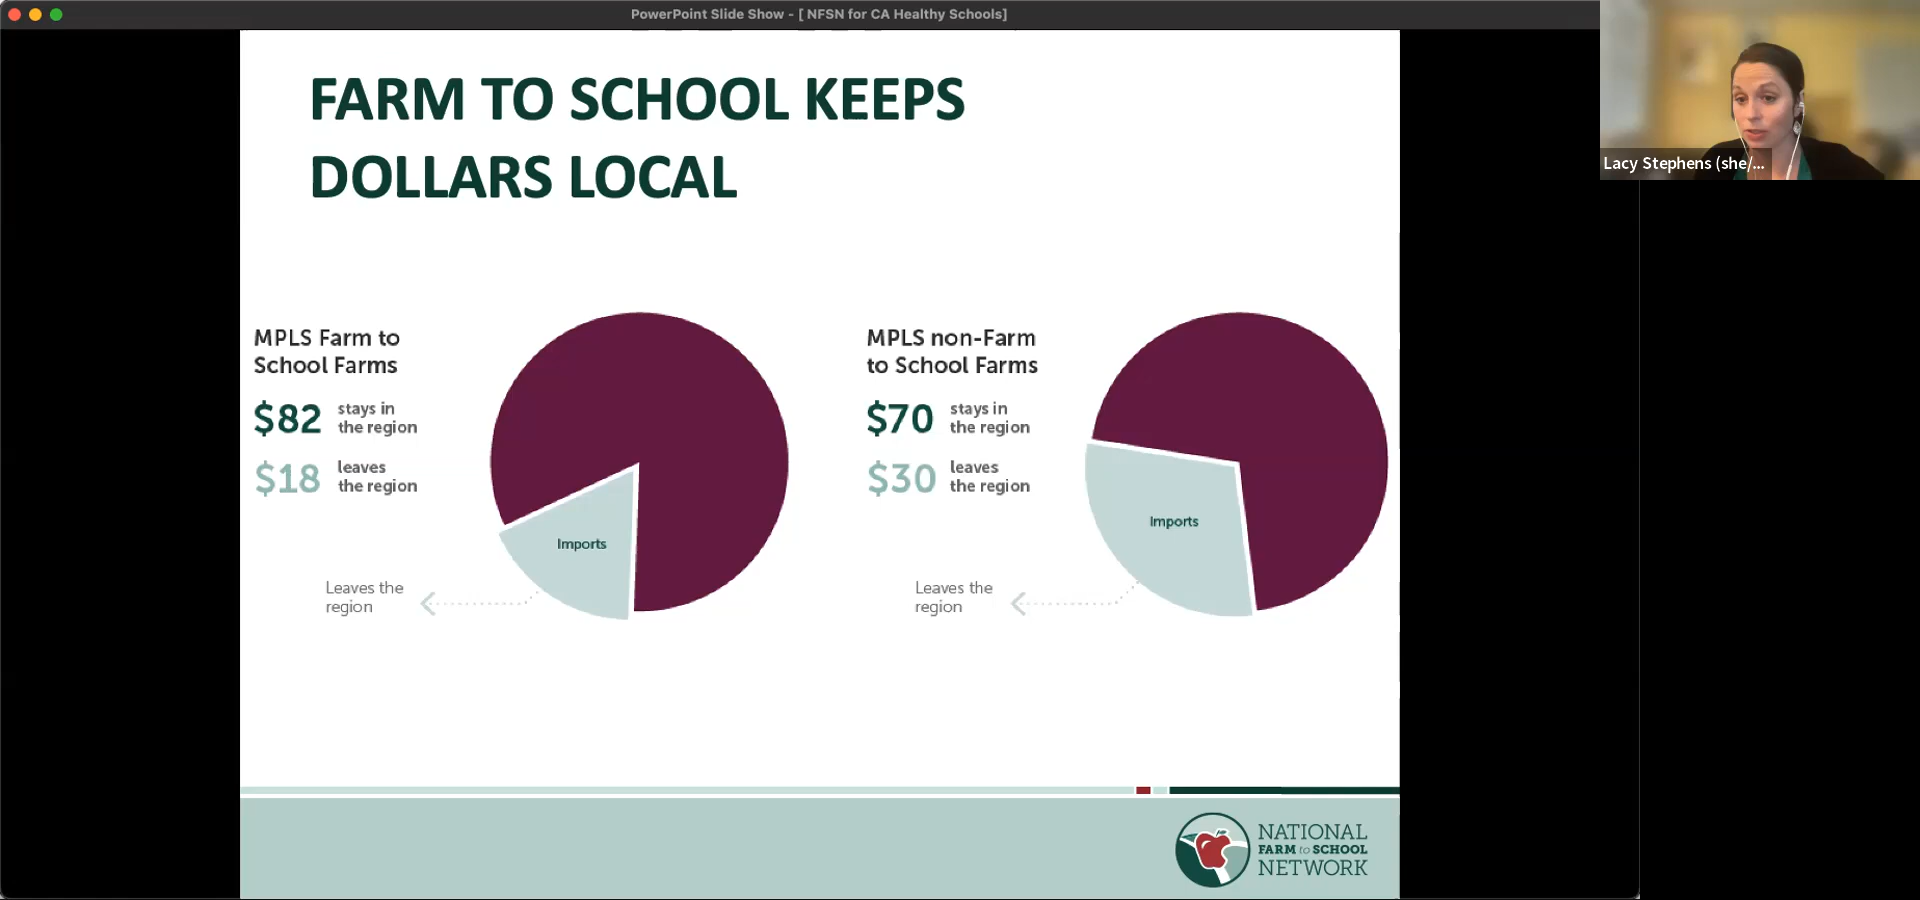 PowerPoint Slide Show - [ NFSN for CA Healthy Schools]
Lacy Stephens (she/...
FARM TO SCHOOL KEEPS
DOLLARS LOCAL
MPLS Farm to
School Farms
$82 stays in
the region
$18 leaves
the region
Imports
Leaves the
region
MPLS non-Farm
to School Farms
$70 stays in
the region
$30 leaves
the region
Imports
Leaves the
region
NATIONAL
FARM to SCHOOL
NETWORK